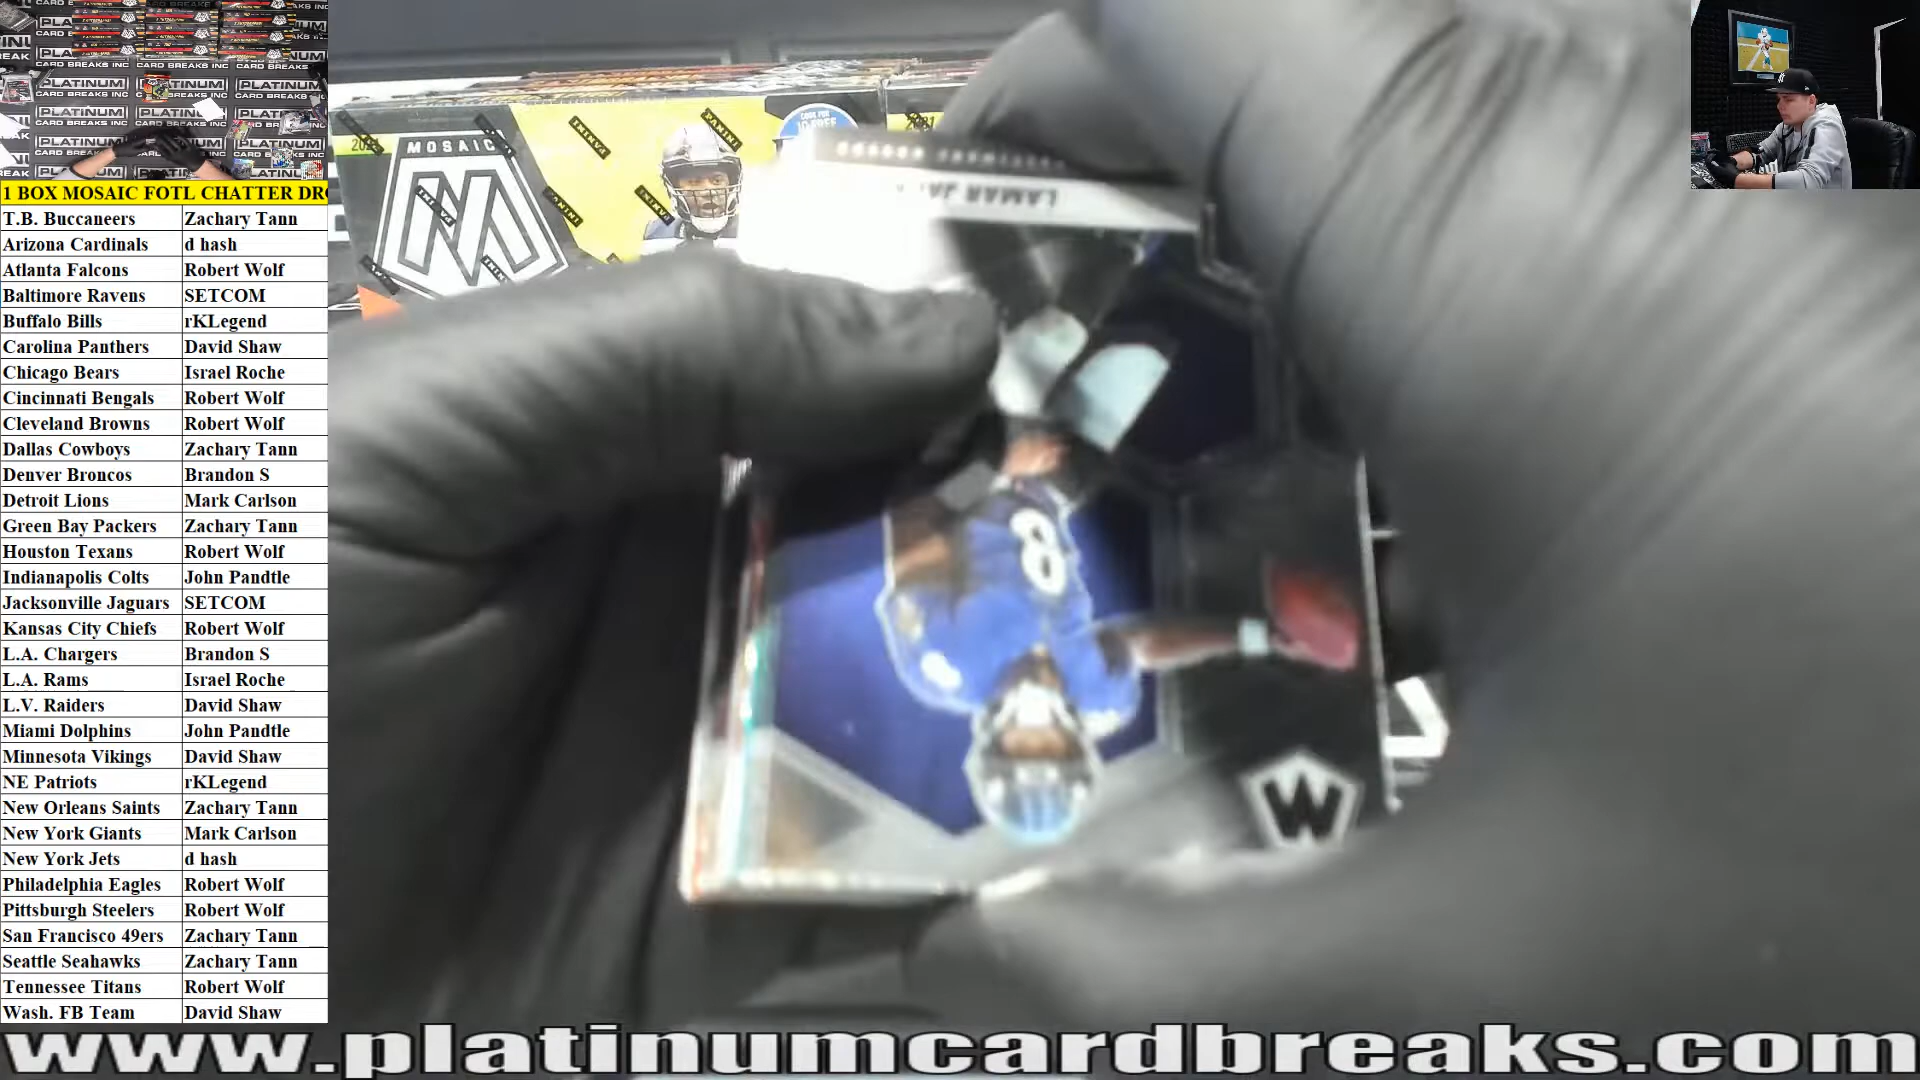 PLATINUM
CARD BREAKS INC
1 BOX MOSAIC FOTL CHATTER DR
T.B. Buccaneers Zachary Tann
Arizona Cardinals d hash
Atlanta Falcons Robert Wolf
Baltimore Ravens SETCOM
Buffalo Bills rKLegend
Carolina Panthers David Shaw
Chicago Bears Israel Roche
Cincinnati Bengals Robert Wolf
Cleveland Browns Robert Wolf
Dallas Cowboys Zachary Tann
Denver Broncos Brandon S
Detroit Lions Mark Carlson
Green Bay Packers Zachary Tann
Houston Texans Robert Wolf
Indianapolis Colts John Pandtle
Jacksonville Jaguars SETCOM
Kansas City Chiefs Robert Wolf
L.A. Chargers Brandon S
L.A. Rams Israel Roche
L.V. Raiders David Shaw
Miami Dolphins John Pandtle
Minnesota Vikings David Shaw
NE Patriots rKLegend
New Orleans Saints Zachary Tann
New York Giants Mark Carlson
New York Jets d hash
Philadelphia Eagles Robert Wolf
Pittsburgh Steelers Robert Wolf
San Francisco 49ers Zachary Tann
Seattle Seahawks Zachary Tann
Tennessee Titans Robert Wolf
Wash. FB Team David Shaw
MOSAIC
PANINI
LAMAR JA
8
www.platinumcardbreaks.com